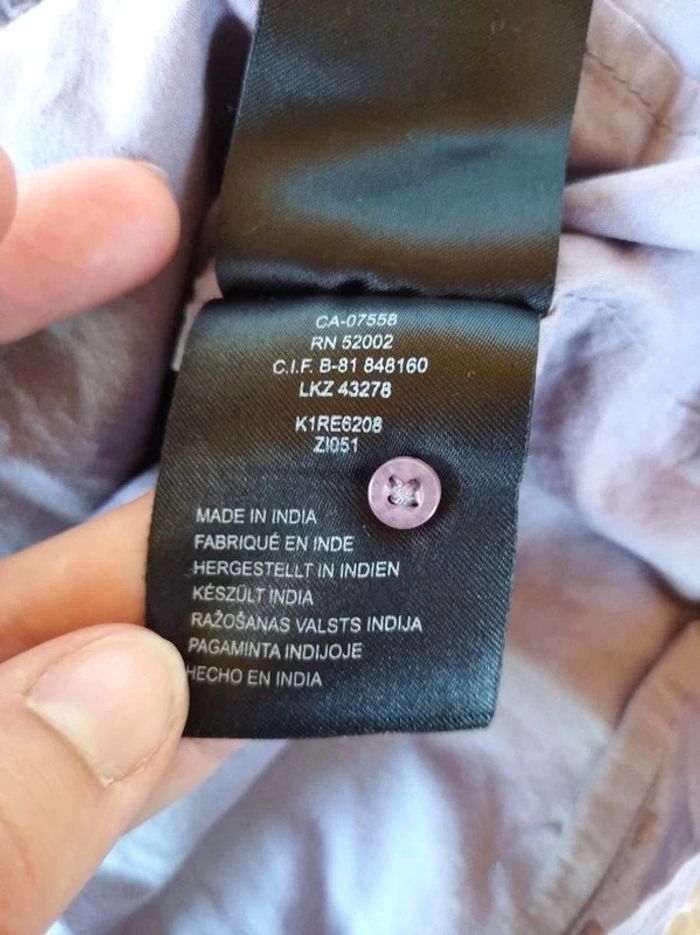 CA-07558
RN 52002
C.I.F. B-81 848160
LKZ 43278
K1RE6208
ZI051
MADE IN INDIA
FABRIQUÉ EN INDE
HERGESTELLT IN INDIEN
KÉSZÜLT INDIA
RAŽOŠANAS VALSTS INDIJA
PAGAMINTA INDIJOJE
HECHO EN INDIA